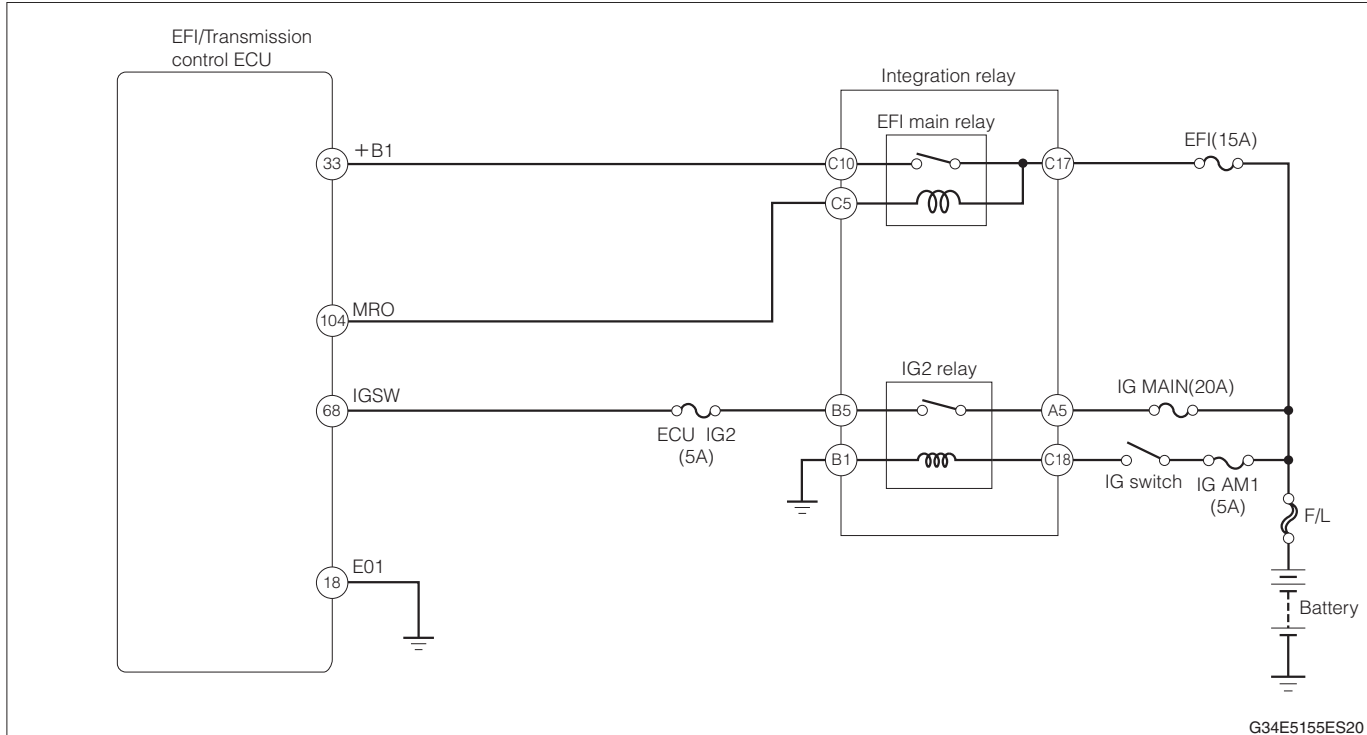 EFI/Transmission
control ECU
Integration relay
EFI main relay
EFI(15A)
33
+B1
C10
C17
C5
104
MRO
IG2 relay
IG MAIN(20A)
68
IGSW
B5
A5
ECU IG2
(5A)
B1
C18
IG switch
IG AM1
(5A)
F/L
18
E01
Battery
G34E5155ES20